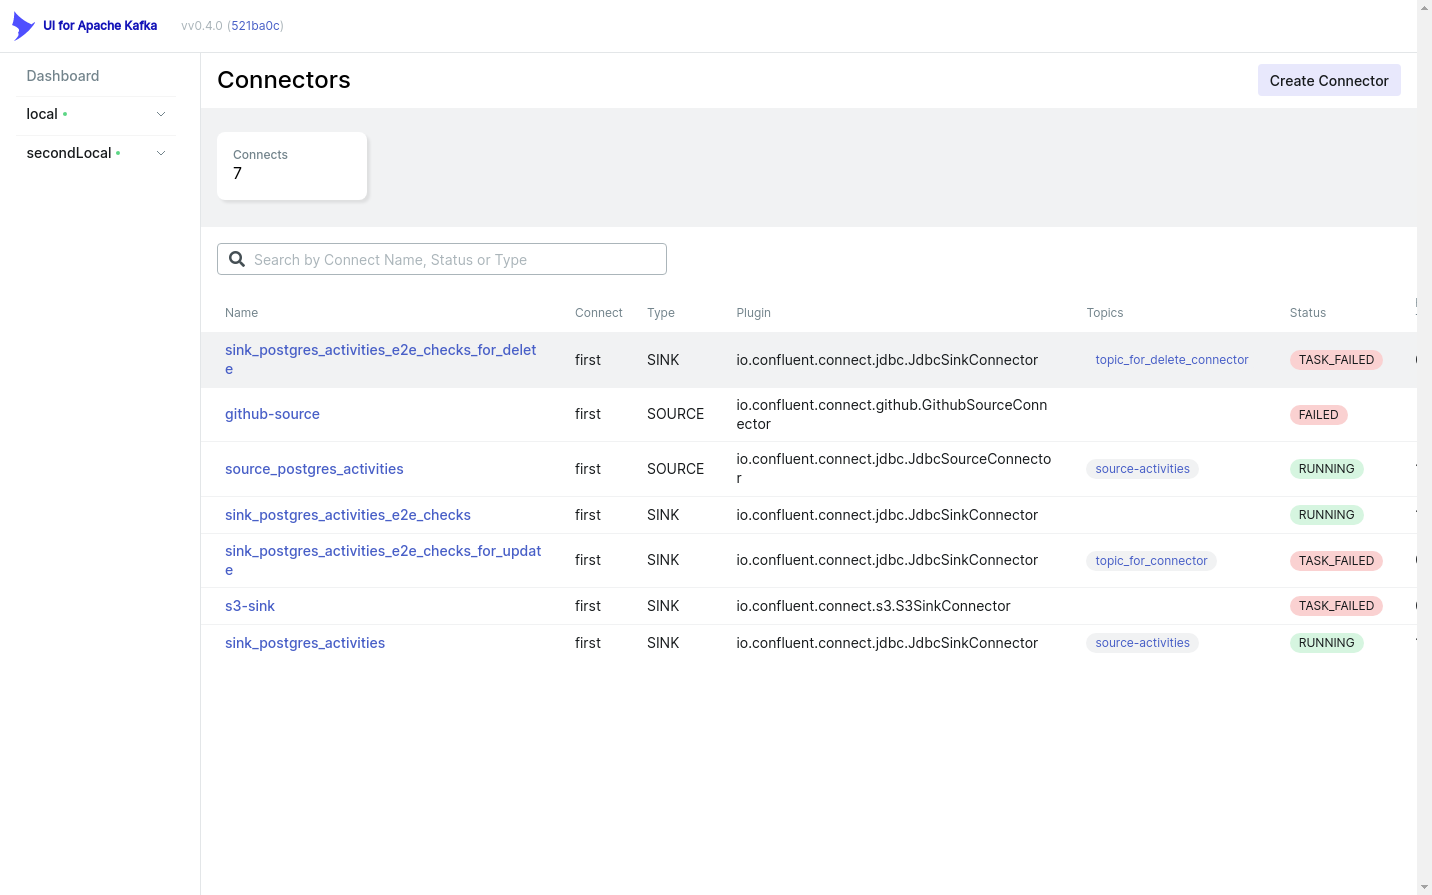 UI for Apache Kafka vv0.4.0 (521ba0c)
Dashboard
local
secondLocal
Connectors
Create Connector
Connects
7
Search by Connect Name, Status or Type
Name Connect Type Plugin Topics Status
sink_postgres_activities_e2e_checks_for_delet
e
first SINK io.confluent.connect.jdbc.JdbcSinkConnector topic_for_delete_connector TASK_FAILED
github-source first SOURCE
io.confluent.connect.github.GithubSourceConn
ector
FAILED
source_postgres_activities first SOURCE
io.confluent.connect.jdbc.JdbcSourceConnecto
r
source-activities RUNNING
sink_postgres_activities_e2e_checks first SINK io.confluent.connect.jdbc.JdbcSinkConnector RUNNING
sink_postgres_activities_e2e_checks_for_updat
e
first SINK io.confluent.connect.jdbc.JdbcSinkConnector topic_for_connector TASK_FAILED
s3-sink first SINK io.confluent.connect.s3.S3SinkConnector TASK_FAILED
sink_postgres_activities first SINK io.confluent.connect.jdbc.JdbcSinkConnector source-activities RUNNING